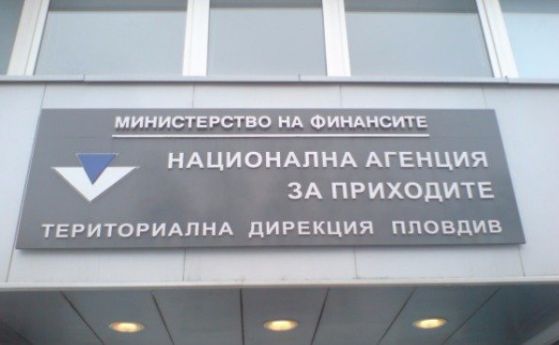 МИНИСТЕРСТВО НА ФИНАНСИТЕ
НАЦИОНАЛНА АГЕНЦИЯ
ЗА ПРИХОДИТЕ
ТЕРИТОРИАЛНА ДИРЕКЦИЯ ПЛОВДИВ